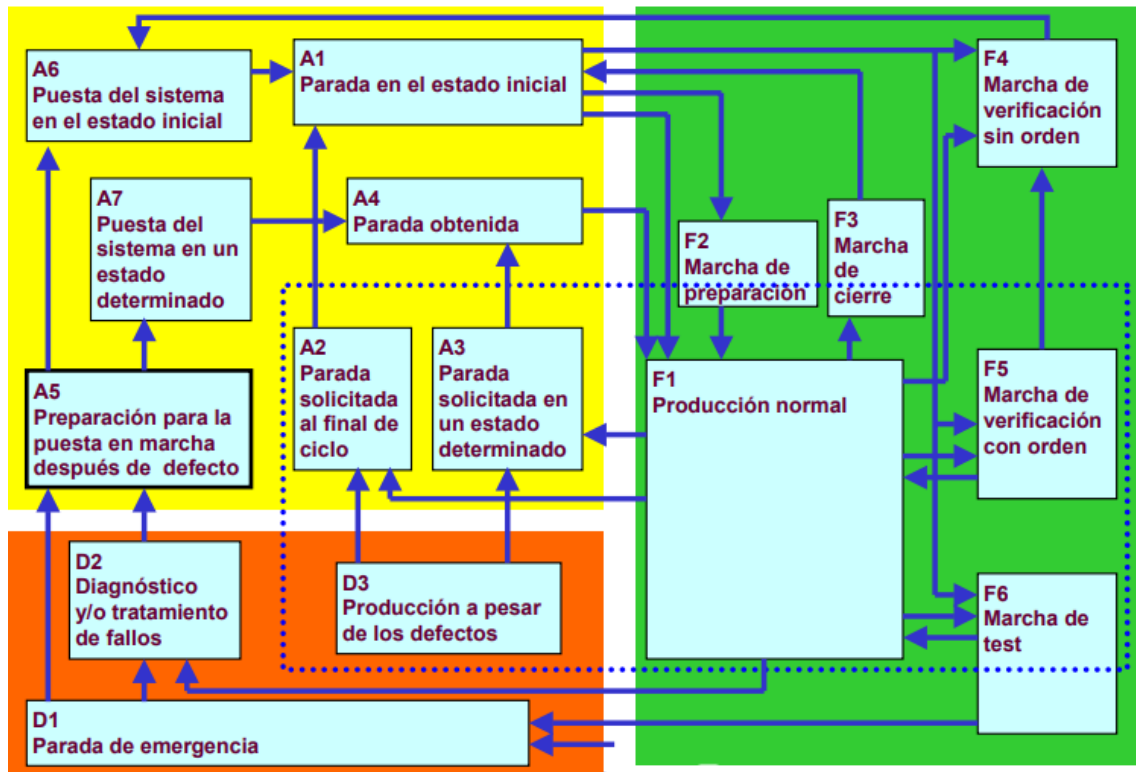 A6
Puesta del sistema
en el estado inicial
A1
Parada en el estado inicial
F4
Marcha de
verificación
sin orden
A7
Puesta del
sistema en un
estado
determinado
A4
Parada obtenida
F2
Marcha de
preparación
F3
Marcha
de
cierre
A5
Preparación para la
puesta en marcha
después de defecto
A2
Parada
solicitada
al final de
ciclo
A3
Parada
solicitada en
un estado
determinado
F1
Producción normal
F5
Marcha de
verificación
con orden
D2
Diagnóstico
y/o tratamiento
de fallos
D3
Producción a pesar
de los defectos
F6
Marcha de
test
D1
Parada de emergencia